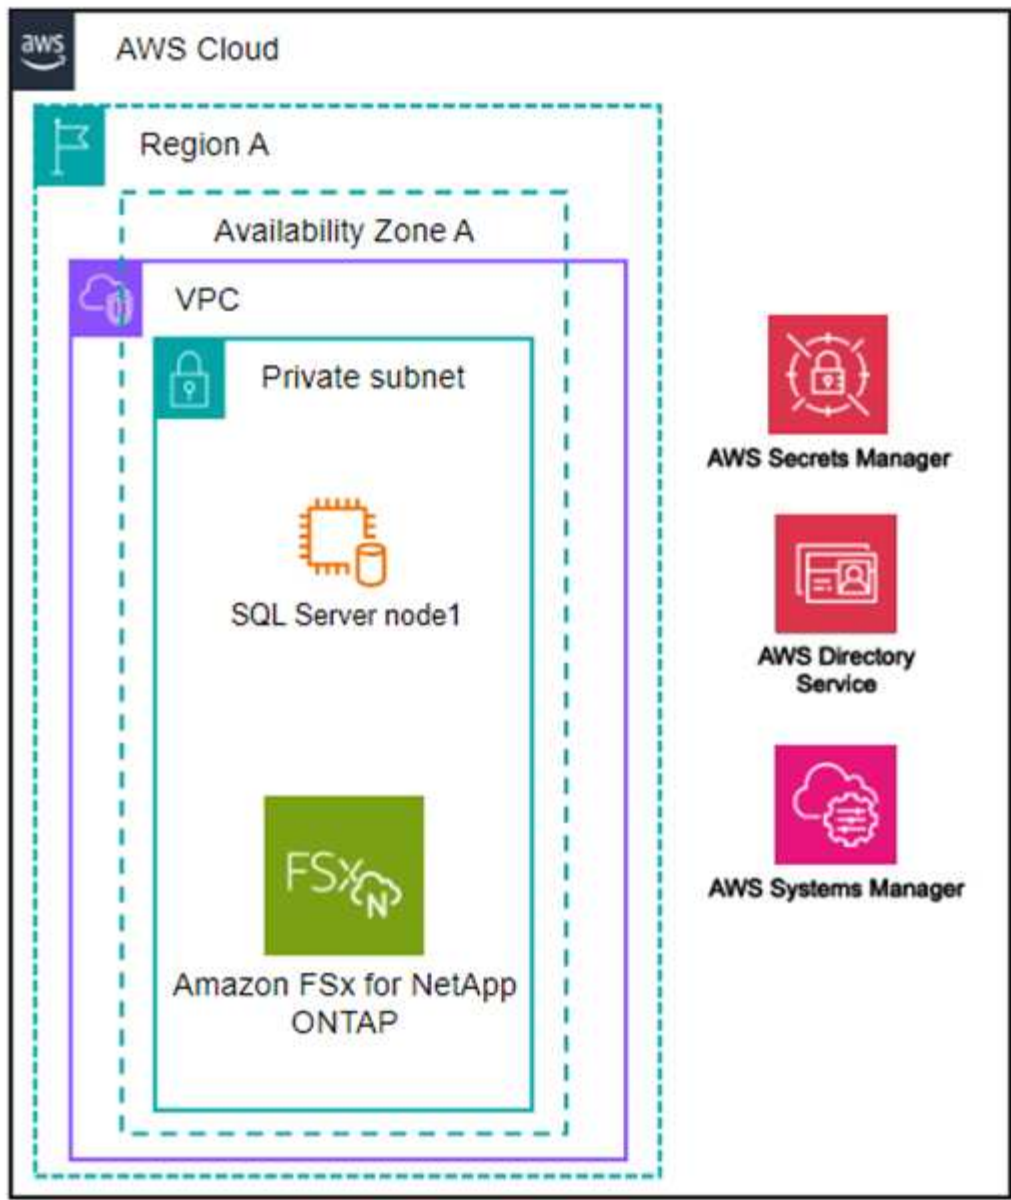 aws
AWS Cloud
Region A
Availability Zone A
VPC
Private subnet
SQL Server node1
FSx
N
Amazon FSx for NetApp
ONTAP
AWS Secrets Manager
AWS Directory
Service
AWS Systems Manager